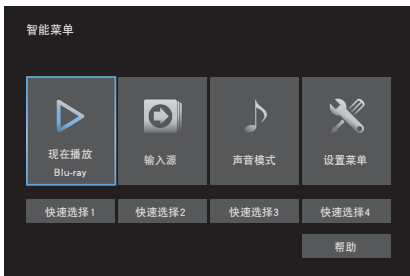 智能菜单
现在播放
Blu-ray
输入源
声音模式
设置菜单
快速选择1
快速选择2
快速选择3
快速选择4
帮助